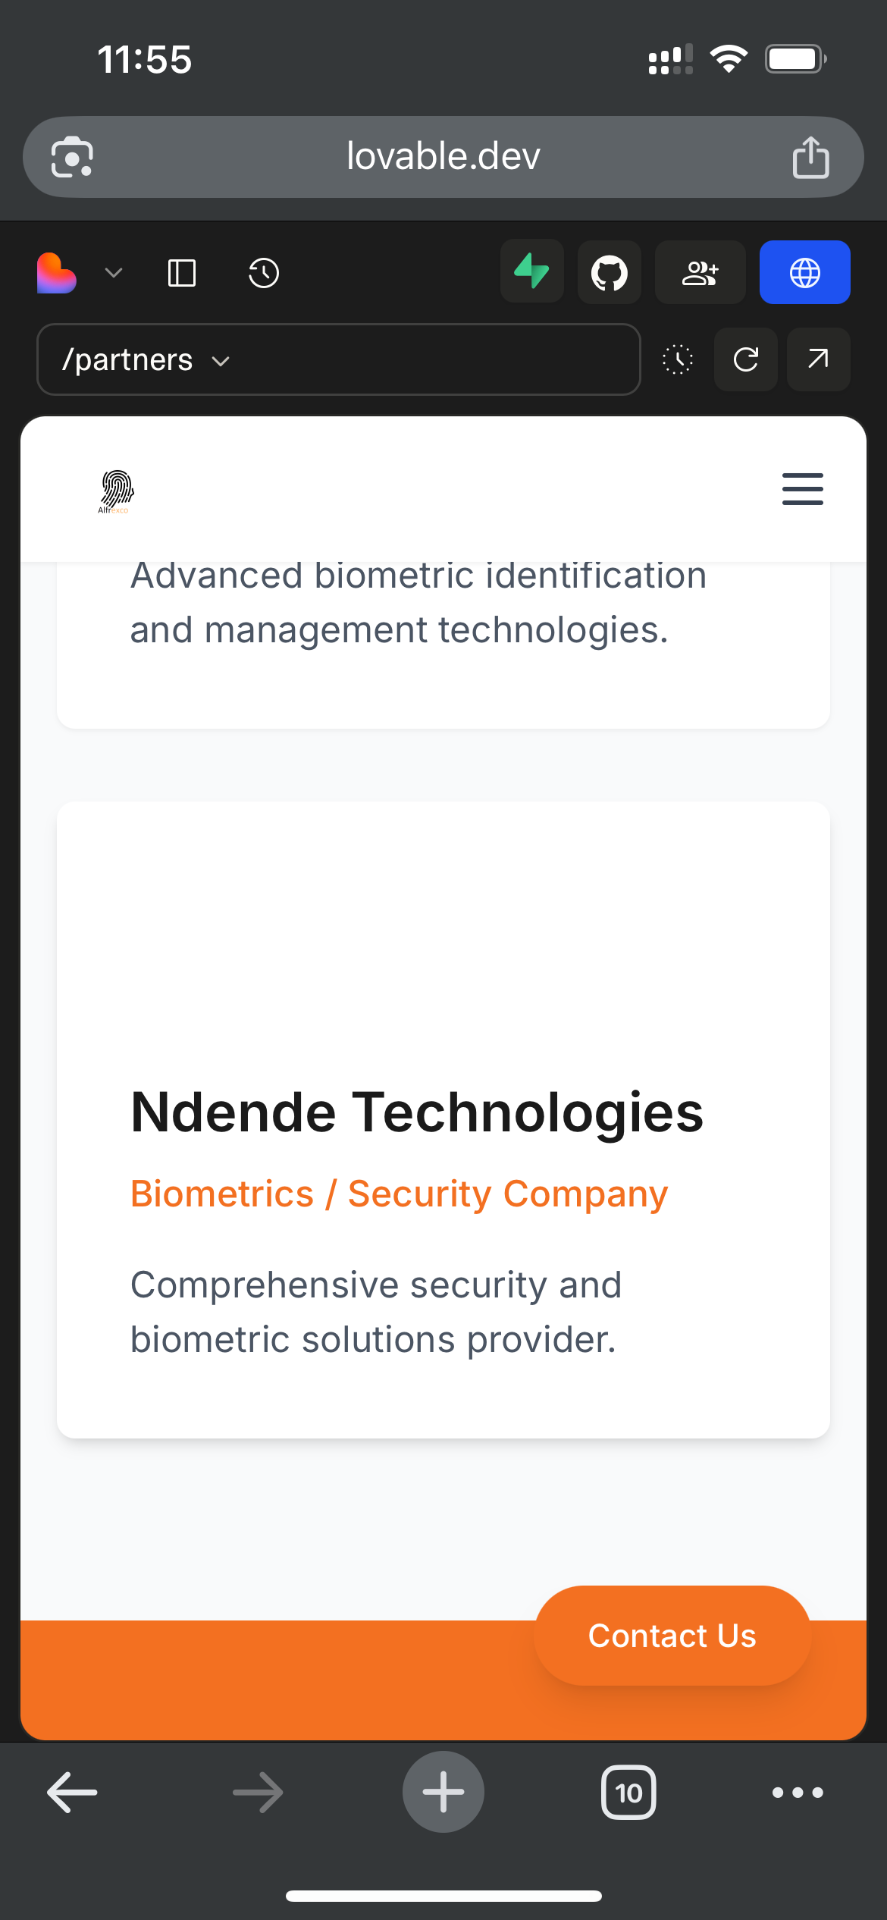 11:55
lovable.dev
/partners
Alfrexco
Advanced biometric identification
and management technologies.
Ndende Technologies
Biometrics / Security Company
Comprehensive security and
biometric solutions provider.
Contact Us
10